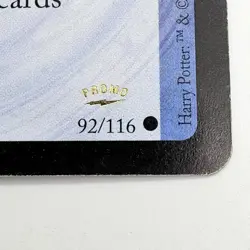 cards
PROMO
92/116
Harry Potter: ™ & ©